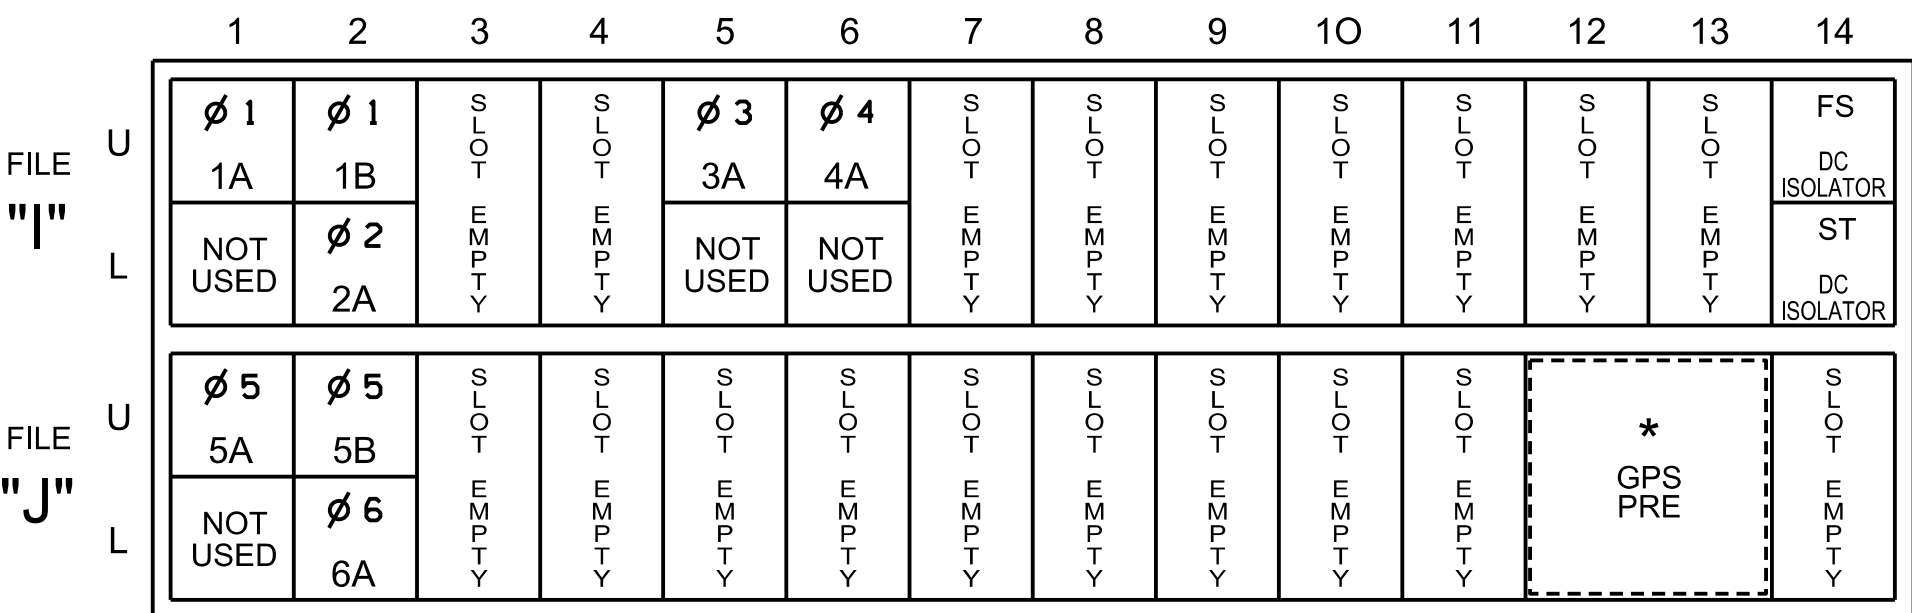 1 2 3 4 5 6 7 8 9 10 11 12 13 14
FILE
"I"
U
L
Ø 1
1A
NOT
USED
Ø 1
1B
Ø 2
2A
SLOT EMPTY
SLOT EMPTY
Ø 3
3A
NOT
USED
Ø 4
4A
NOT
USED
SLOT EMPTY
SLOT EMPTY
SLOT EMPTY
SLOT EMPTY
SLOT EMPTY
SLOT EMPTY
SLOT EMPTY
FS
DC
ISOLATOR
ST
DC
ISOLATOR
FILE
"J"
U
L
Ø 5
5A
NOT
USED
Ø 5
5B
Ø 6
6A
SLOT EMPTY
SLOT EMPTY
SLOT EMPTY
SLOT EMPTY
SLOT EMPTY
SLOT EMPTY
SLOT EMPTY
SLOT EMPTY
SLOT EMPTY
*
GPS
PRE
SLOT EMPTY